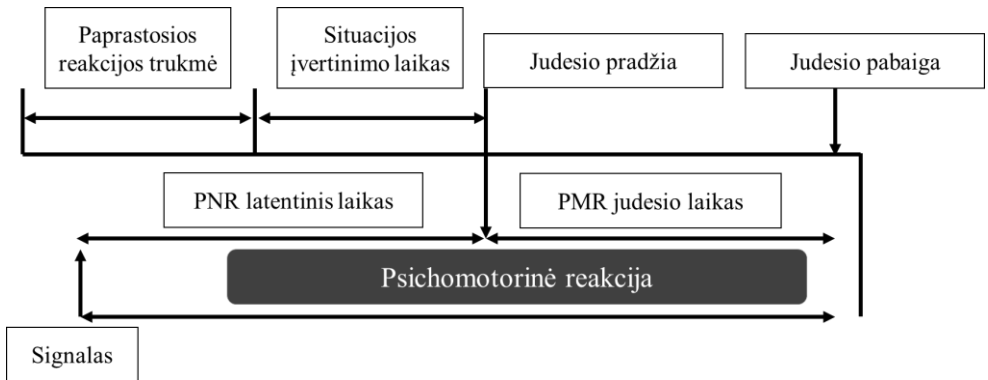 Paprastosios
reakcijos trukmė
Situacijos
įvertinimo laikas
Judesio pradžia
Judesio pabaiga
PNR latentinis laikas
PMR judesio laikas
Psichomotorinė reakcija
Signalas